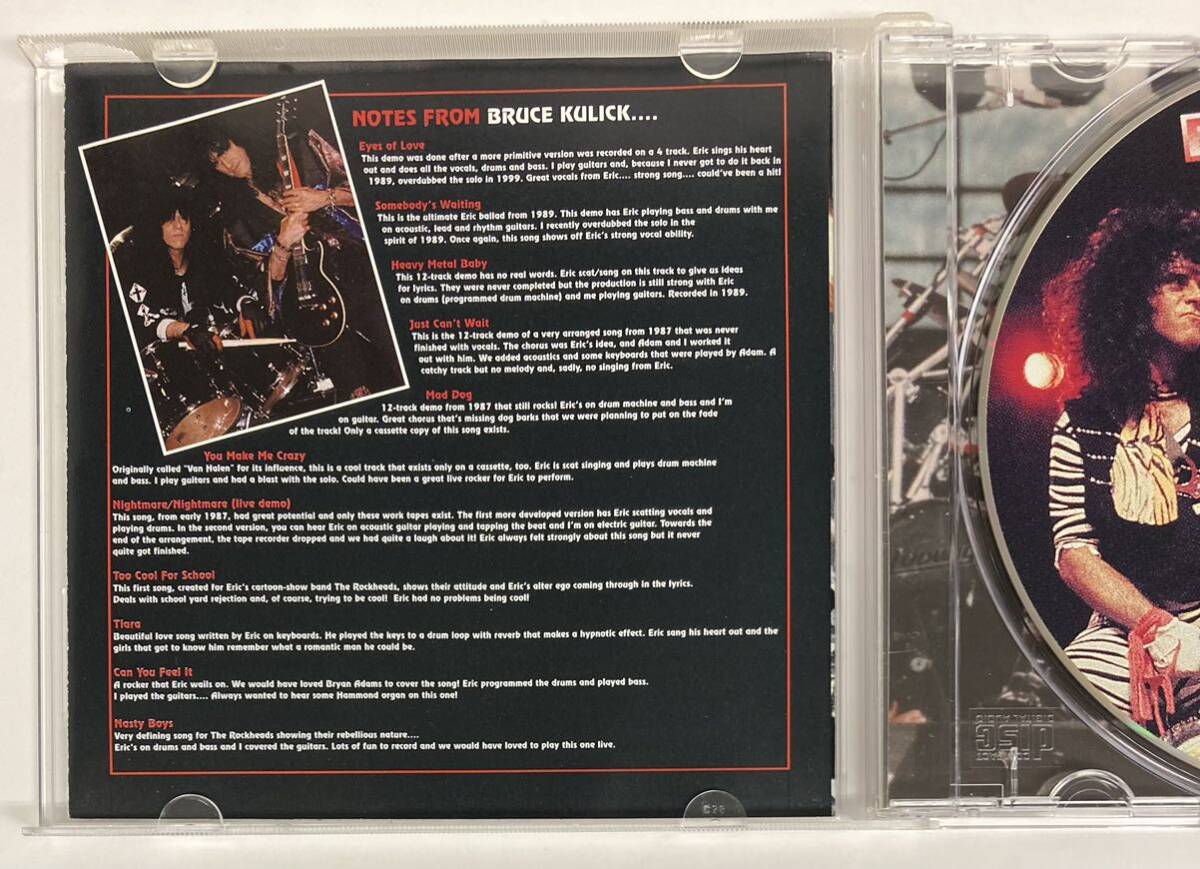 NOTES FROM BRUCE KULICK....
Eyes of Love
This demo was done after a more primitive version was recorded on a 4 track. Eric sings his heart
out and does all the vocals, drums and bass. I play guitars and, because I never got to do it back in
1989, overdubbed the solo in 1999. Great vocals from Eric.... strong song.... could've been a hit!
Somebody's Waiting
This is the ultimate Eric ballad from 1989. This demo has Eric playing bass and drums with me
on acoustic, lead and rhythm guitars. I recently overdubbed the solo in the
spirit of 1989. Once again, this song shows off Eric's strong vocal ability.
Heavy Metal Baby
This 12-track demo has no real words. Eric scat/sang on this track to give us ideas
for lyrics. They were never completed but the production is still strong with Eric
on drums (programmed drum machine) and me playing guitars. Recorded in 1989.
Just Can't Wait
This is the 12-track demo of a very arranged song from 1987 that was never
finished with vocals. The chorus was Eric's idea, and Adam and I worked it
out with him. We added acoustics and some keyboards that were played by Adam. A
catchy track but no melody and, sadly, no singing from Eric.
Mad Dog
12-track demo from 1987 that still rocks! Eric's on drum machine and bass and I'm
on guitar. Great chorus that's missing dog barks that we were planning to put on the fade
of the track! Only a cassette copy of this song exists.
You Make Me Crazy
Originally called "Van Halen" for its influence, this is a cool track that exists only on a cassette, too. Eric is scat singing and plays drum machine
and bass. I play guitars and had a blast with the solo. Could have been a great live rocker for Eric to perform.
Nightmare/Nightmare (live demo)
This song, from early 1987, had great potential and only these work tapes exist. The first more developed version has Eric scatting vocals and
playing drums. In the second version, you can hear Eric on acoustic guitar playing and tapping the beat and I'm on electric guitar. Towards the
end of the arrangement, the tape recorder dropped and we had quite a laugh about it! Eric always felt strongly about this song but it never
quite got finished.
Too Cool For School
This first song, created for Eric's cartoon-show band The Rockheads, shows their attitude and Eric's alter ego coming through in the lyrics.
Deals with school yard rejection and, of course, trying to be cool! Eric had no problems being cool!
Tiara
Beautiful love song written by Eric on keyboards. He played the keys to a drum loop with reverb that makes a hypnotic effect. Eric sang his heart out and the
girls that got to know him remember what a romantic man he could be.
Can You Feel It
A rocker that Eric wails on. We would have loved Bryan Adams to cover the song! Eric programmed the drums and played bass.
I played the guitars.... Always wanted to hear some Hammond organ on this one!
Nasty Boys
Very defining song for The Rockheads showing their rebellious nature....
Eric's on drums and bass and I covered the guitars. Lots of fun to record and we would have loved to play this one live.
disc